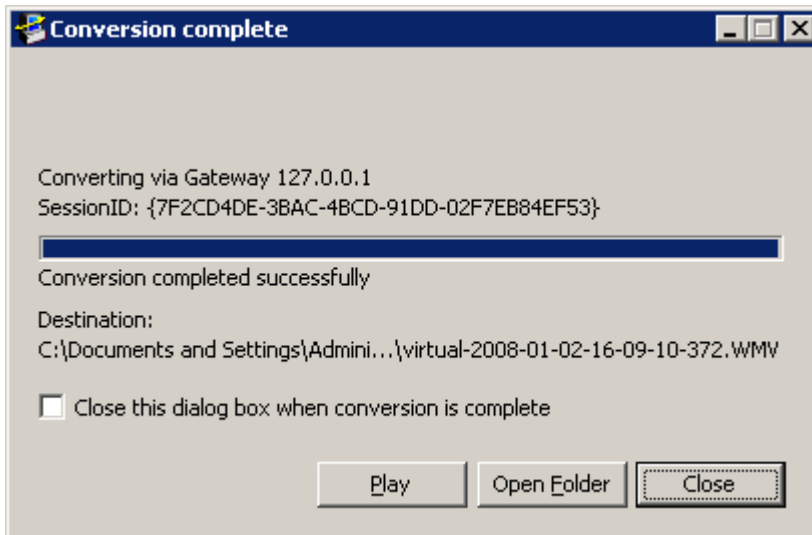 Conversion complete
Converting via Gateway 127.0.0.1
SessionID: {7F2CD4DE-3BAC-4BCD-91DD-02F7EB84EF53}
Conversion completed successfully
Destination:
C:\Documents and Settings\Admini...\virtual-2008-01-02-16-09-10-372.WMV
Close this dialog box when conversion is complete
Play Open Folder Close